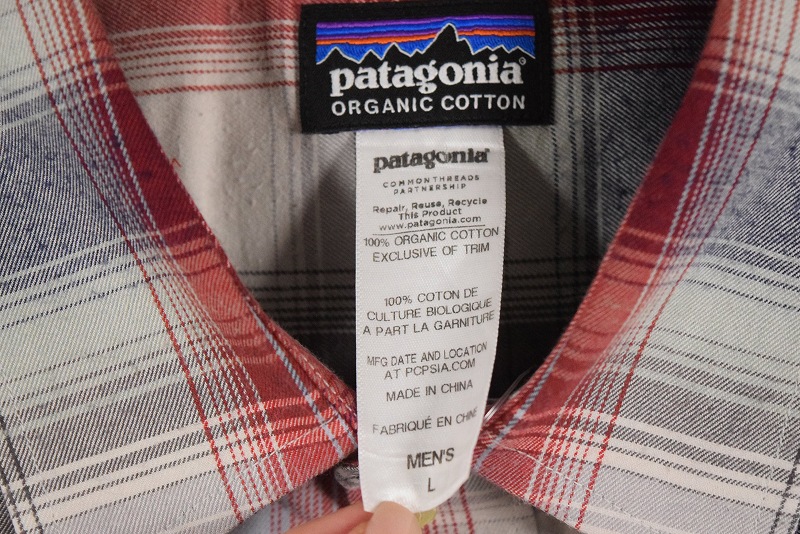 patagonia®
ORGANIC COTTON
patagonia®
COMMON THREADS
PARTNERSHIP
Repair, Reuse, Recycle
This Product
www.patagonia.com
100% ORGANIC COTTON
EXCLUSIVE OF TRIM
100% COTON DE
CULTURE BIOLOGIQUE
A PART LA GARNITURE
MFG DATE AND LOCATION
AT PCPSIA.COM
MADE IN CHINA
FABRIQUÉ EN CHINE
MEN'S
L